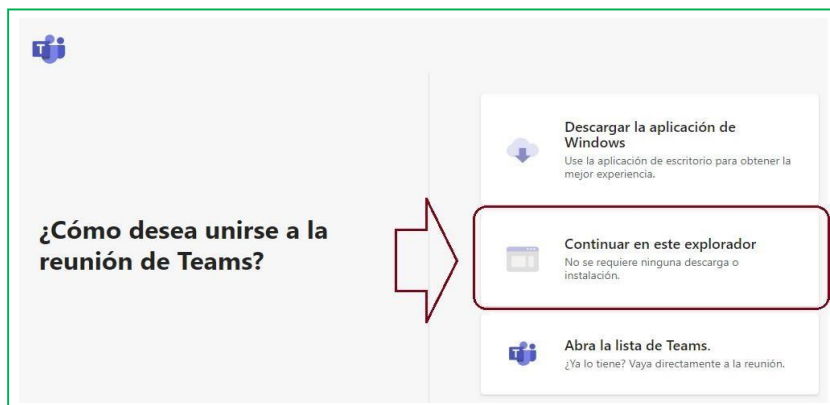 ¿Cómo desea unirse a la
reunión de Teams?
Descargar la aplicación de
Windows
Use la aplicación de escritorio para obtener la
mejor experiencia.
Continuar en este explorador
No se requiere ninguna descarga o
instalación.
Abra la lista de Teams.
¿Ya lo tiene? Vaya directamente a la reunión.